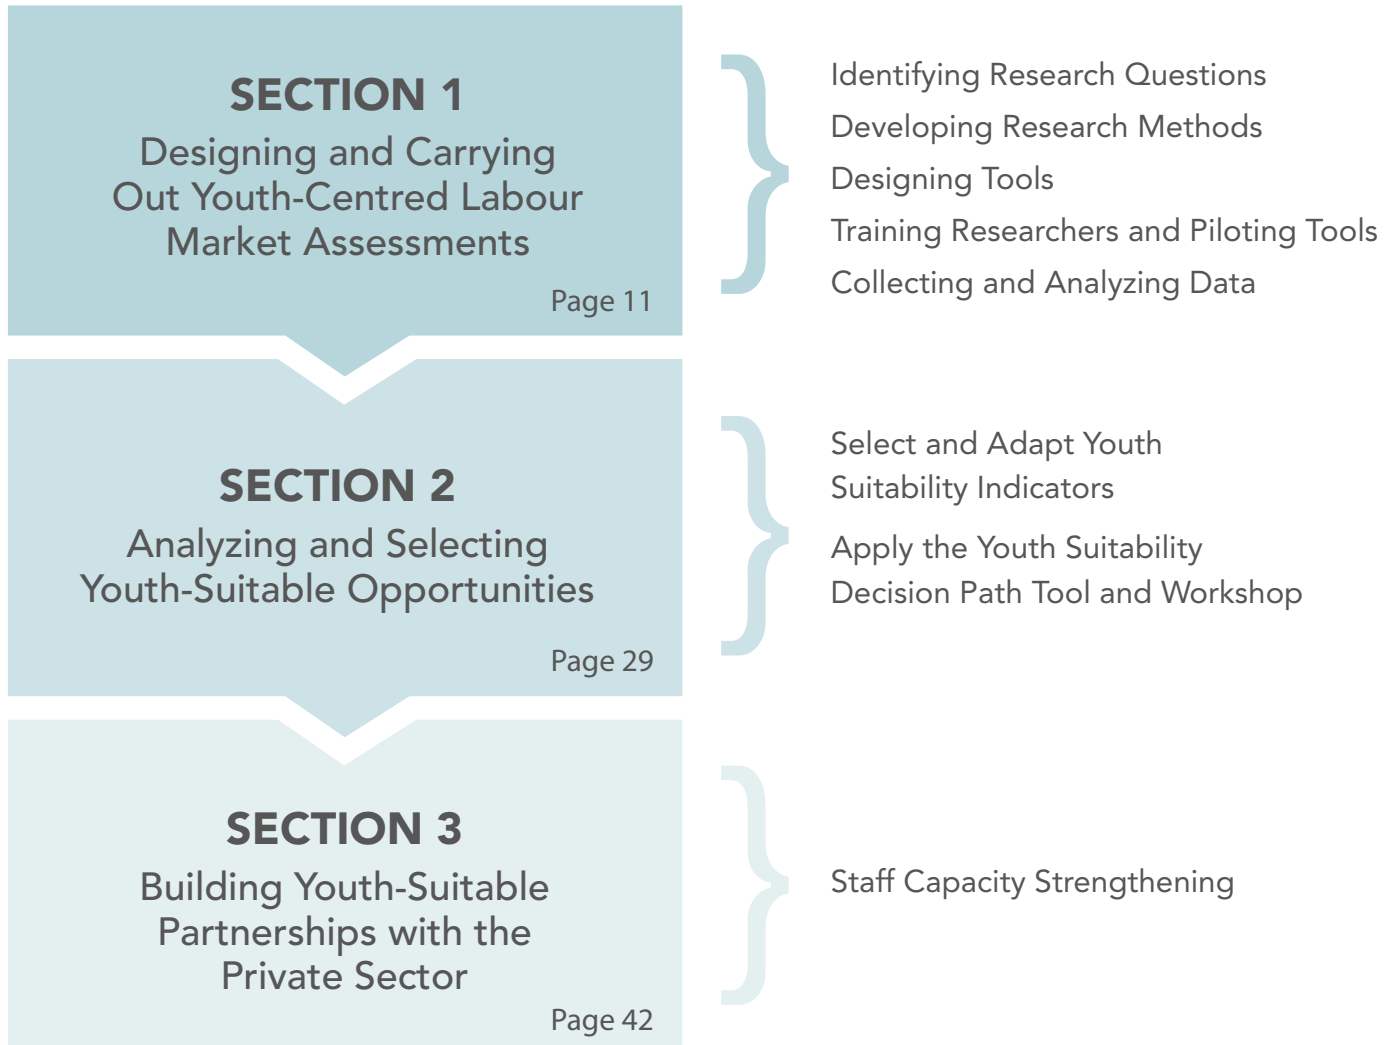 SECTION 1
Designing and Carrying
Out Youth-Centred Labour
Market Assessments
Page 11
Identifying Research Questions
Developing Research Methods
Designing Tools
Training Researchers and Piloting Tools
Collecting and Analyzing Data
SECTION 2
Analyzing and Selecting
Youth-Suitable Opportunities
Page 29
Select and Adapt Youth
Suitability Indicators
Apply the Youth Suitability
Decision Path Tool and Workshop
SECTION 3
Building Youth-Suitable
Partnerships with the
Private Sector
Page 42
Staff Capacity Strengthening